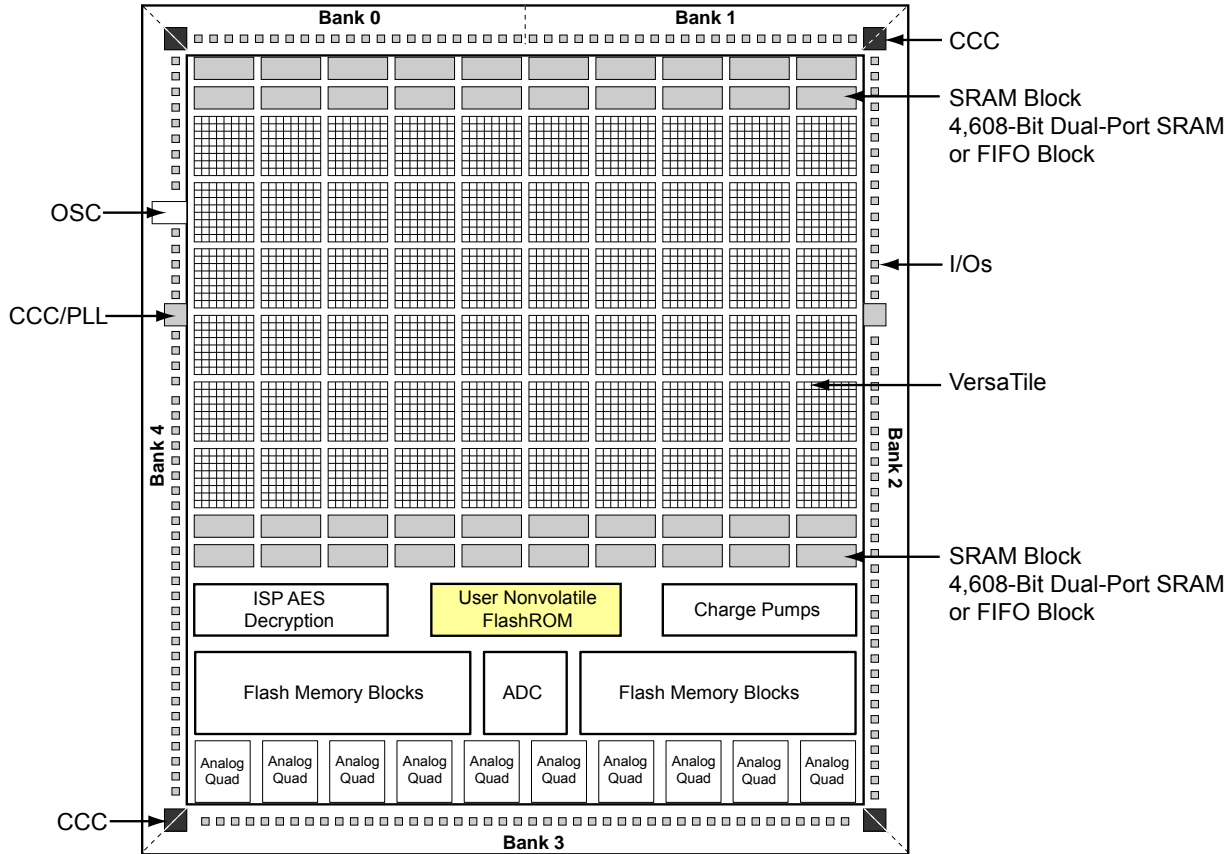 Bank 0
Bank 1
CCC
SRAM Block
4,608-Bit Dual-Port SRAM
or FIFO Block
OSC
I/Os
CCC/PLL
VersaTile
Bank 4
Bank 2
SRAM Block
4,608-Bit Dual-Port SRAM
or FIFO Block
ISP AES
Decryption
User Nonvolatile
FlashROM
Charge Pumps
Flash Memory Blocks
ADC
Flash Memory Blocks
Analog
Quad
Analog
Quad
Analog
Quad
Analog
Quad
Analog
Quad
Analog
Quad
Analog
Quad
Analog
Quad
Analog
Quad
Analog
Quad
CCC
Bank 3